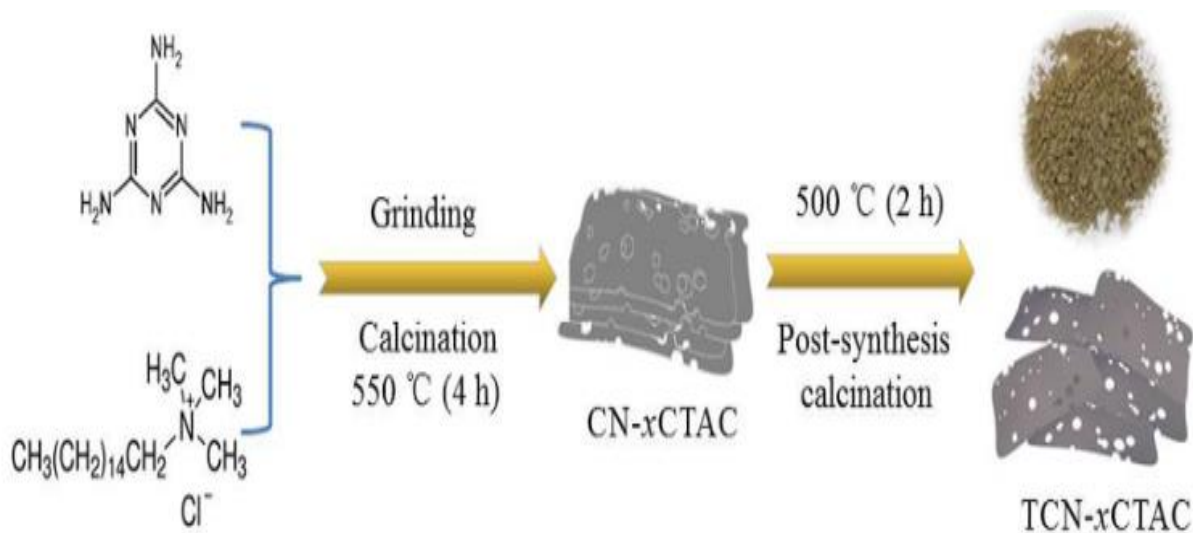 NH₂
N N
H₂N N NH₂
H₃C CH₃
N⁺
CH₃(CH₂)₁₄CH₂ CH₃
Cl⁻
Grinding
Calcination
550 ℃ (4 h)
CN-xCTAC
500 ℃ (2 h)
Post-synthesis
calcination
TCN-xCTAC